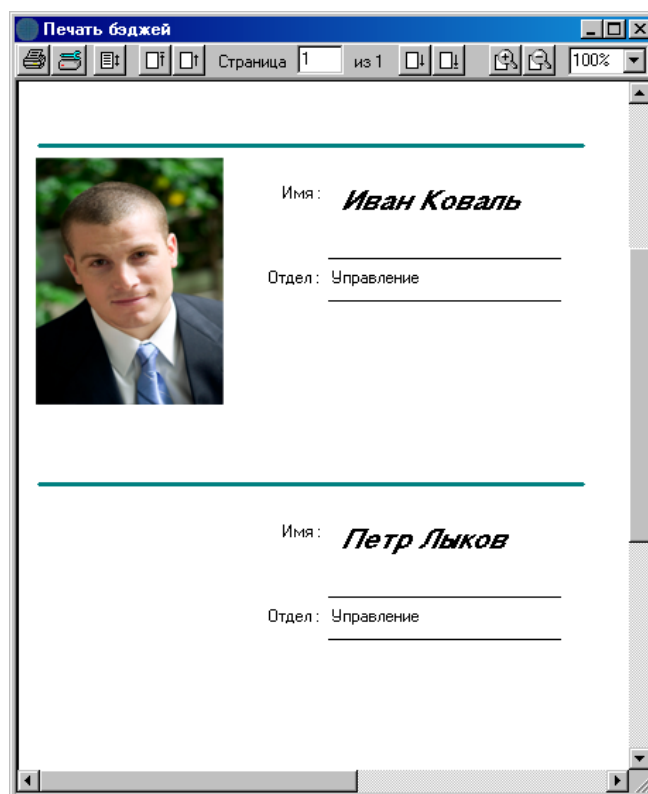 Печать бэджей
Страница 1 из 1 100%
Имя: Иван Коваль
Отдел: Управление
Имя: Петр Лыков
Отдел: Управление